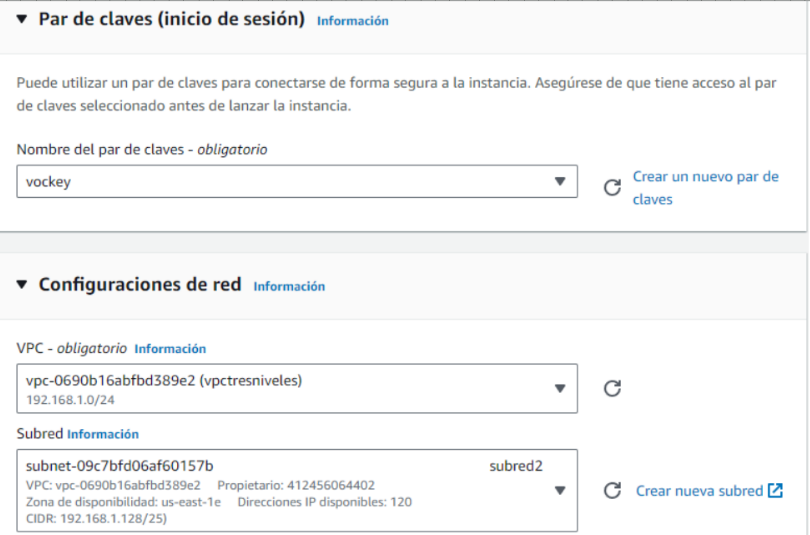 Par de claves (inicio de sesión) Información
Puede utilizar un par de claves para conectarse de forma segura a la instancia. Asegúrese de que tiene acceso al par
de claves seleccionado antes de lanzar la instancia.
Nombre del par de claves - obligatorio
vockey
Crear un nuevo par de
claves
Configuraciones de red Información
VPC - obligatorio Información
vpc-0690b16abfbd389e2 (vpctresniveles)
192.168.1.0/24
Subred Información
subnet-09c7bfd06af60157b subred2
VPC: vpc-0690b16abfbd389e2 Propietario: 412456064402
Zona de disponibilidad: us-east-1e Direcciones IP disponibles: 120
CIDR: 192.168.1.128/25)
Crear nueva subred